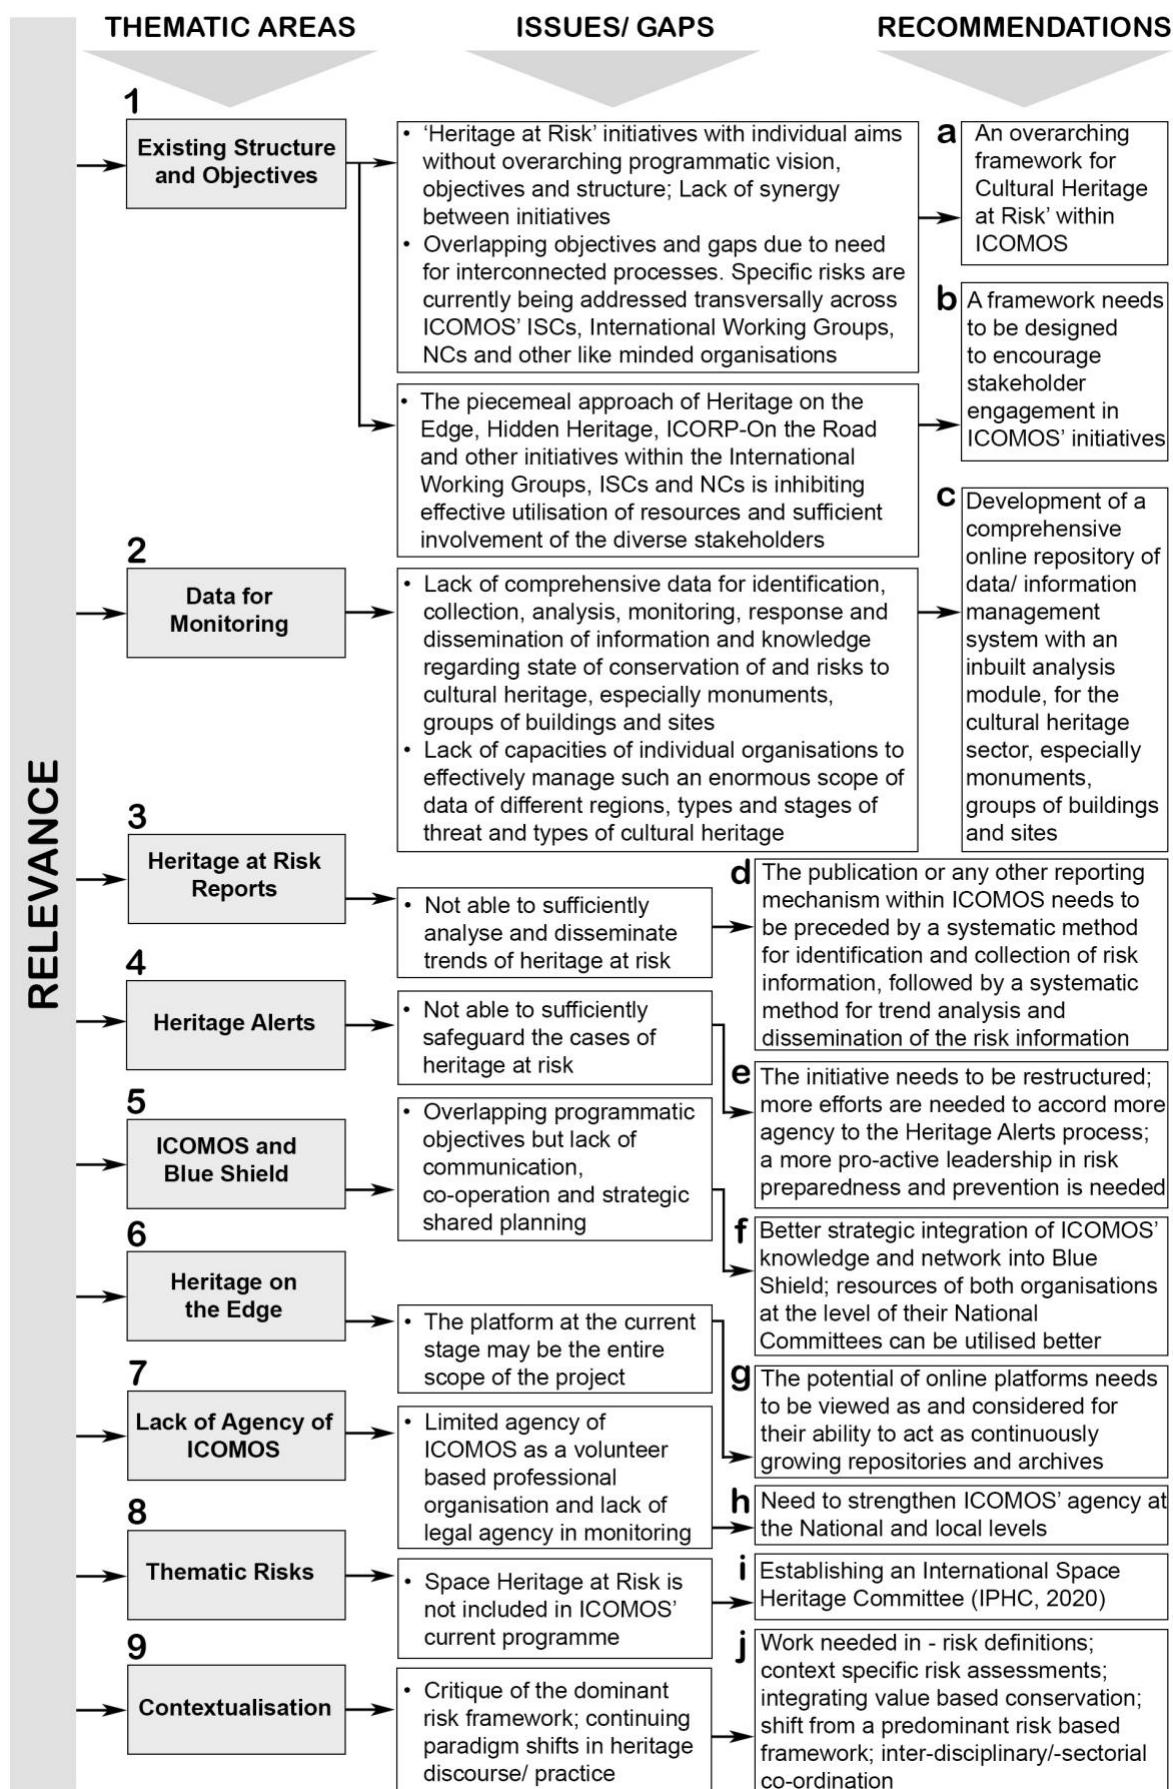 THEMATIC AREAS
ISSUES/ GAPS
RECOMMENDATIONS
RELEVANCE
1
Existing Structure
and Objectives
• ‘Heritage at Risk’ initiatives with individual aims
without overarching programmatic vision,
objectives and structure; Lack of synergy
between initiatives
• Overlapping objectives and gaps due to need
for interconnected processes. Specific risks are
currently being addressed transversally across
ICOMOS’ ISCs, International Working Groups,
NCs and other like minded organisations
a
An overarching
framework for
Cultural Heritage
at Risk’ within
ICOMOS
• The piecemeal approach of Heritage on the
Edge, Hidden Heritage, ICORP-On the Road
and other initiatives within the International
Working Groups, ISCs and NCs is inhibiting
effective utilisation of resources and sufficient
involvement of the diverse stakeholders
b
A framework needs
to be designed
to encourage
stakeholder
engagement in
ICOMOS’ initiatives
2
Data for
Monitoring
• Lack of comprehensive data for identification,
collection, analysis, monitoring, response and
dissemination of information and knowledge
regarding state of conservation of and risks to
cultural heritage, especially monuments,
groups of buildings and sites
• Lack of capacities of individual organisations to
effectively manage such an enormous scope of
data of different regions, types and stages of
threat and types of cultural heritage
c
Development of a
comprehensive
online repository of
data/ information
management
system with an
inbuilt analysis
module, for the
cultural heritage
sector, especially
monuments,
groups of buildings
and sites
3
Heritage at Risk
Reports
• Not able to sufficiently
analyse and disseminate
trends of heritage at risk
d
The publication or any other reporting
mechanism within ICOMOS needs to
be preceded by a systematic method
for identification and collection of risk
information, followed by a systematic
method for trend analysis and
dissemination of the risk information
4
Heritage Alerts
• Not able to sufficiently
safeguard the cases of
heritage at risk
e
The initiative needs to be restructured;
more efforts are needed to accord more
agency to the Heritage Alerts process;
a more pro-active leadership in risk
preparedness and prevention is needed
5
ICOMOS and
Blue Shield
• Overlapping programmatic
objectives but lack of
communication,
co-operation and strategic
shared planning
f
Better strategic integration of ICOMOS’
knowledge and network into Blue
Shield; resources of both organisations
at the level of their National
Committees can be utilised better
6
Heritage on
the Edge
• The platform at the current
stage may be the entire
scope of the project
g
The potential of online platforms needs
to be viewed as and considered for
their ability to act as continuously
growing repositories and archives
7
Lack of Agency of
ICOMOS
• Limited agency of
ICOMOS as a volunteer
based professional
organisation and lack of
legal agency in monitoring
h
Need to strengthen ICOMOS’ agency at
the National and local levels
8
Thematic Risks
• Space Heritage at Risk is
not included in ICOMOS’
current programme
i
Establishing an International Space
Heritage Committee (IPHC, 2020)
9
Contextualisation
• Critique of the dominant
risk framework; continuing
paradigm shifts in heritage
discourse/ practice
j
Work needed in - risk definitions;
context specific risk assessments;
integrating value based conservation;
shift from a predominant risk based
framework; inter-disciplinary/-sectorial
co-ordination